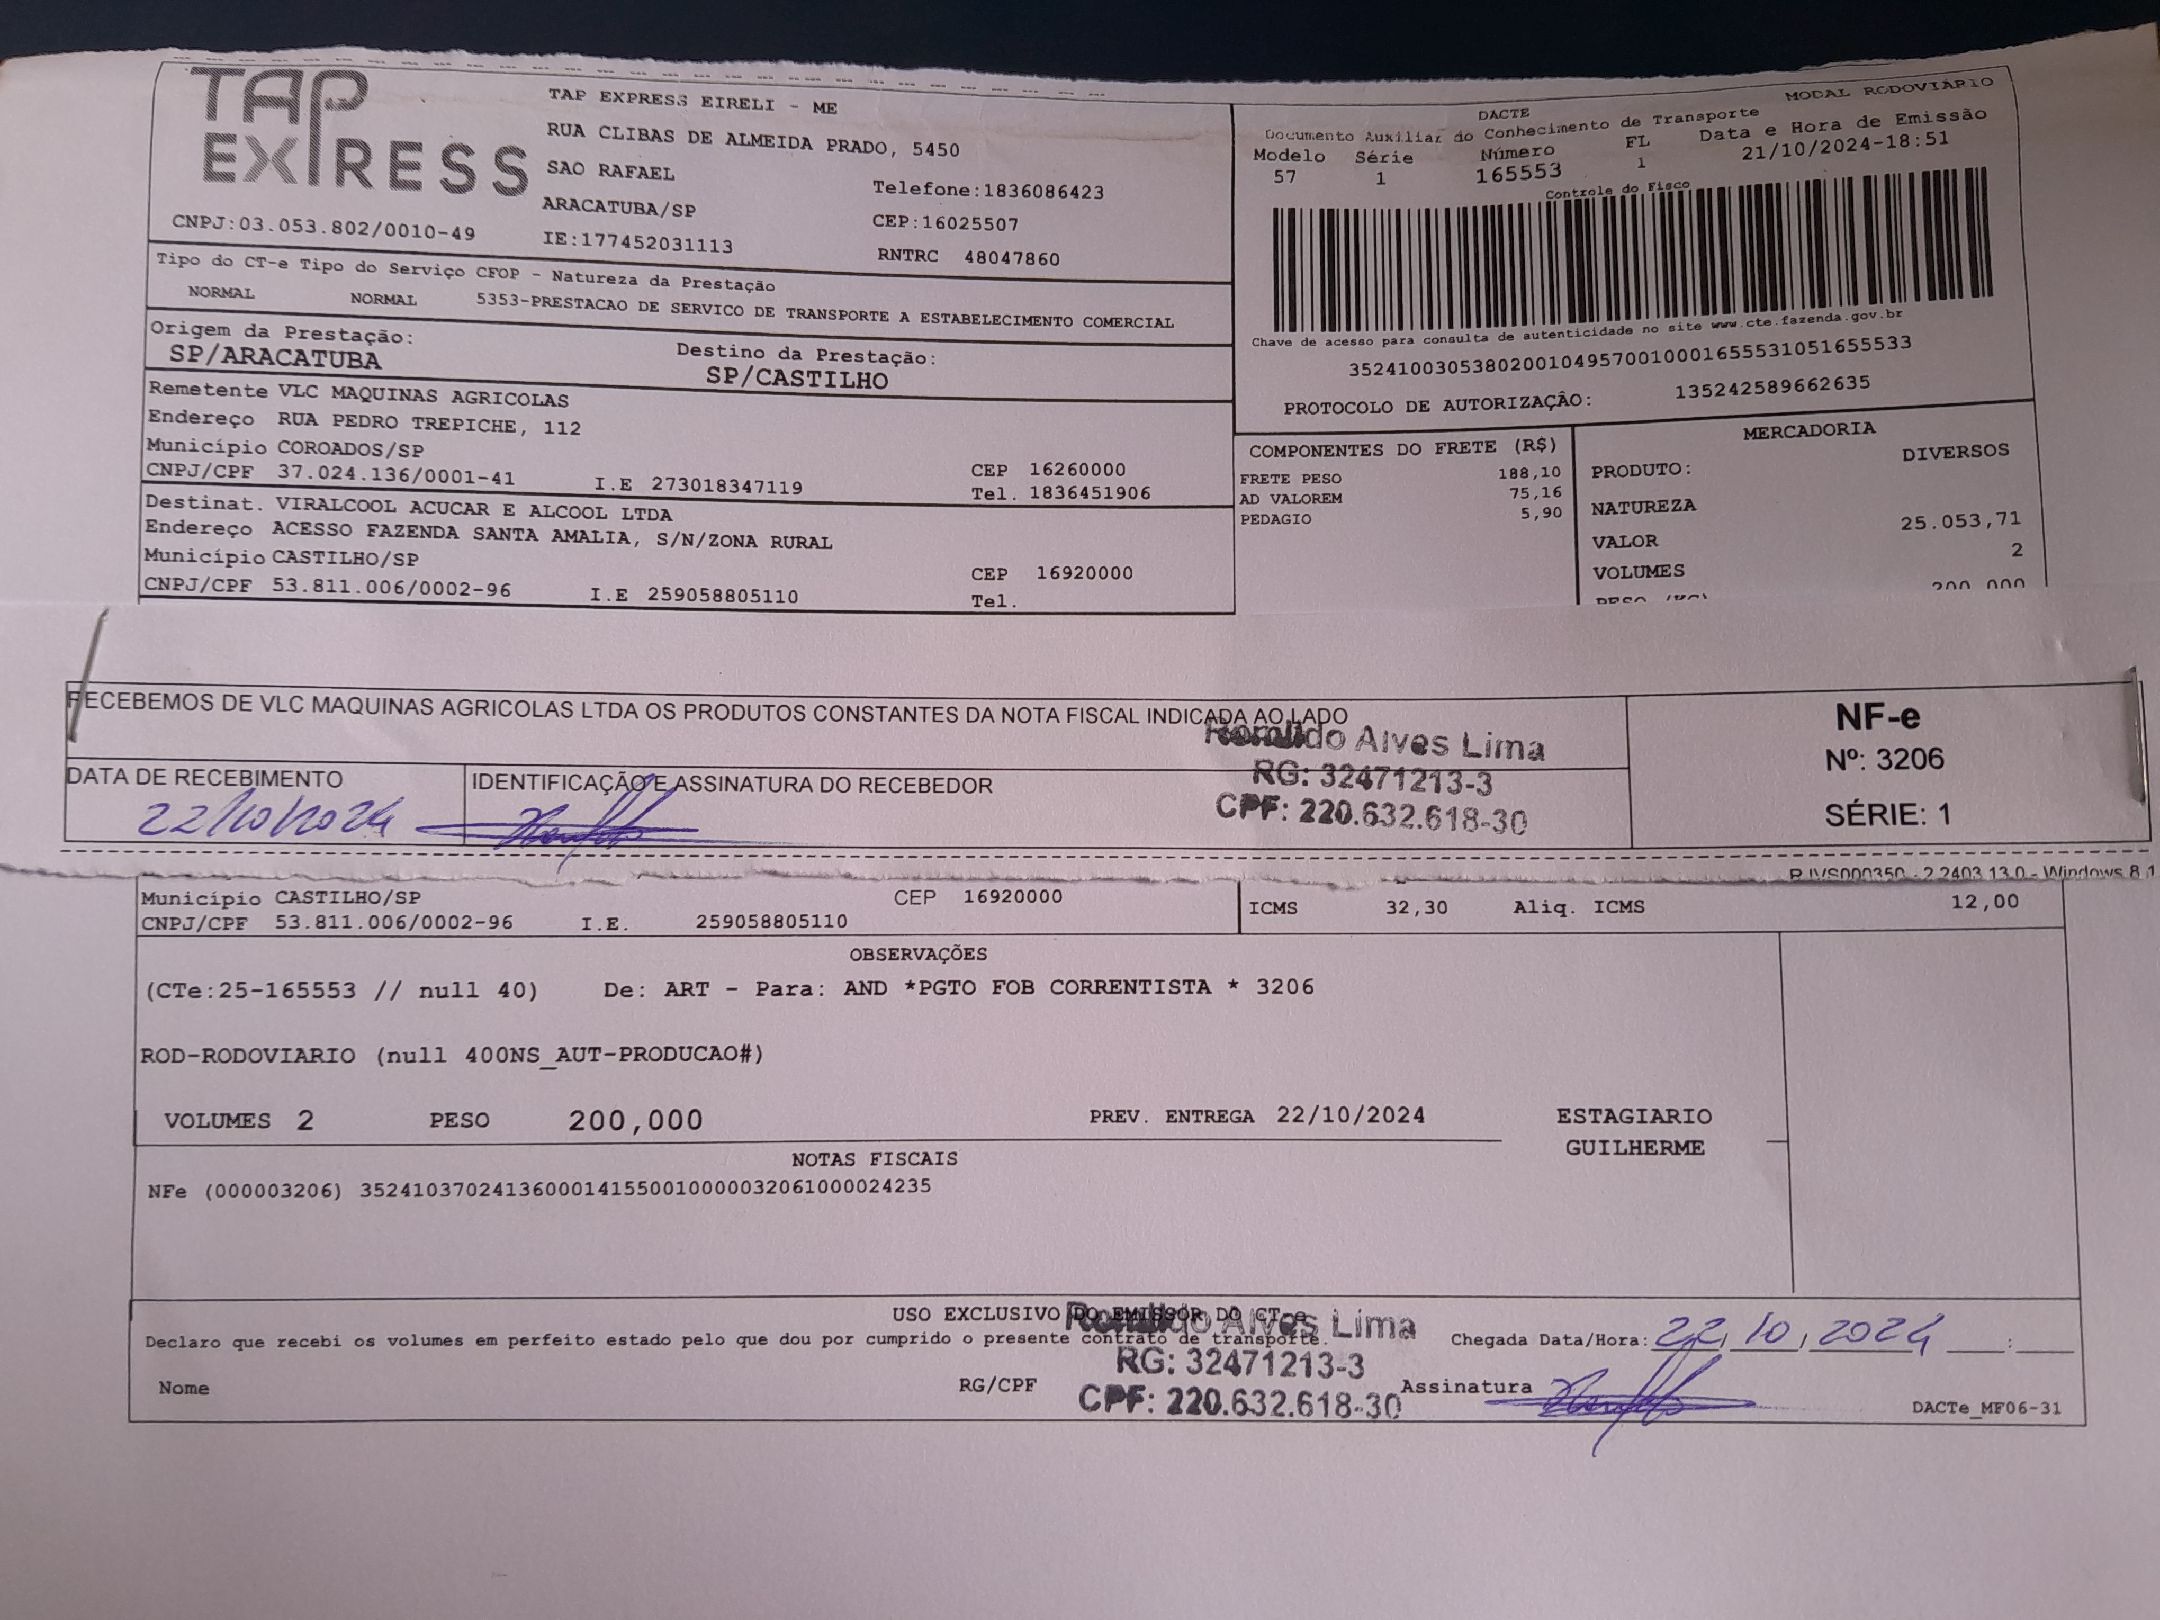 TAP
EXPRESS
TAP EXPRESS EIRELI - ME
RUA CLIBAS DE ALMEIDA PRADO, 5450
SAO RAFAEL
Telefone:1836086423
ARACATUBA/SP
CEP:16025507
CNPJ:03.053.802/0010-49
IE:177452031113
RNTRC 48047860
MODAL RODOVIÁRIO
DACTE
Documento Auxiliar do Conhecimento de Transporte
Modelo Série Número FL Data e Hora de Emissão
57 1 165553 1 21/10/2024-18:51
Controle do Fisco
Chave de acesso para consulta de autenticidade no site www.cte.fazenda.gov.br
35241003053802001049570010001655531051655533
PROTOCOLO DE AUTORIZAÇÃO: 135242589662635
Tipo do CT-e Tipo do Serviço CFOP - Natureza da Prestação
NORMAL NORMAL 5353-PRESTACAO DE SERVICO DE TRANSPORTE A ESTABELECIMENTO COMERCIAL
Origem da Prestação: Destino da Prestação:
SP/ARACATUBA SP/CASTILHO
Remetente VLC MAQUINAS AGRICOLAS
Endereço RUA PEDRO TREPICHE, 112
Município COROADOS/SP CEP 16260000
CNPJ/CPF 37.024.136/0001-41 I.E 273018347119 Tel. 1836451906
Destinat. VIRALCOOL ACUCAR E ALCOOL LTDA
Endereço ACESSO FAZENDA SANTA AMALIA, S/N/ZONA RURAL
Município CASTILHO/SP CEP 16920000
CNPJ/CPF 53.811.006/0002-96 I.E 259058805110 Tel.
COMPONENTES DO FRETE (R$)
FRETE PESO 188,10
AD VALOREM 75,16
PEDAGIO 5,90
MERCADORIA
PRODUTO: DIVERSOS
NATUREZA
VALOR 25.053,71
VOLUMES 2
PESO (KG) 200,000
RECEBEMOS DE VLC MAQUINAS AGRICOLAS LTDA OS PRODUTOS CONSTANTES DA NOTA FISCAL INDICADA AO LADO
DATA DE RECEBIMENTO
22/10/2024
IDENTIFICAÇÃO E ASSINATURA DO RECEBEDOR
Alves Lima
RG: 32471213-3
CPF: 220.632.618-30
NF-e
Nº: 3206
SÉRIE: 1
- 2.2403.13.0 - Windows 8.1
Município CASTILHO/SP CEP 16920000
CNPJ/CPF 53.811.006/0002-96 I.E. 259058805110
ICMS 32,30 Aliq. ICMS 12,00
OBSERVAÇÕES
(CTe:25-165553 // null 40) De: ART - Para: AND *PGTO FOB CORRENTISTA * 3206
ROD-RODOVIARIO (null 400NS_AUT-PRODUCAO#)
VOLUMES 2 PESO 200,000 PREV. ENTREGA 22/10/2024
ESTAGIARIO
GUILHERME
NOTAS FISCAIS
NFe (000003206) 35241037024136000141550010000032061000024235
USO EXCLUSIVO DO EMISSOR DO CT-e
Declaro que recebi os volumes em perfeito estado pelo que dou por cumprido o presente contrato de transporte.
Alves Lima
RG: 32471213-3
CPF: 220.632.618-30
Chegada Data/Hora: 22/10/2024 :
Nome RG/CPF Assinatura
DACTe_MF06-31